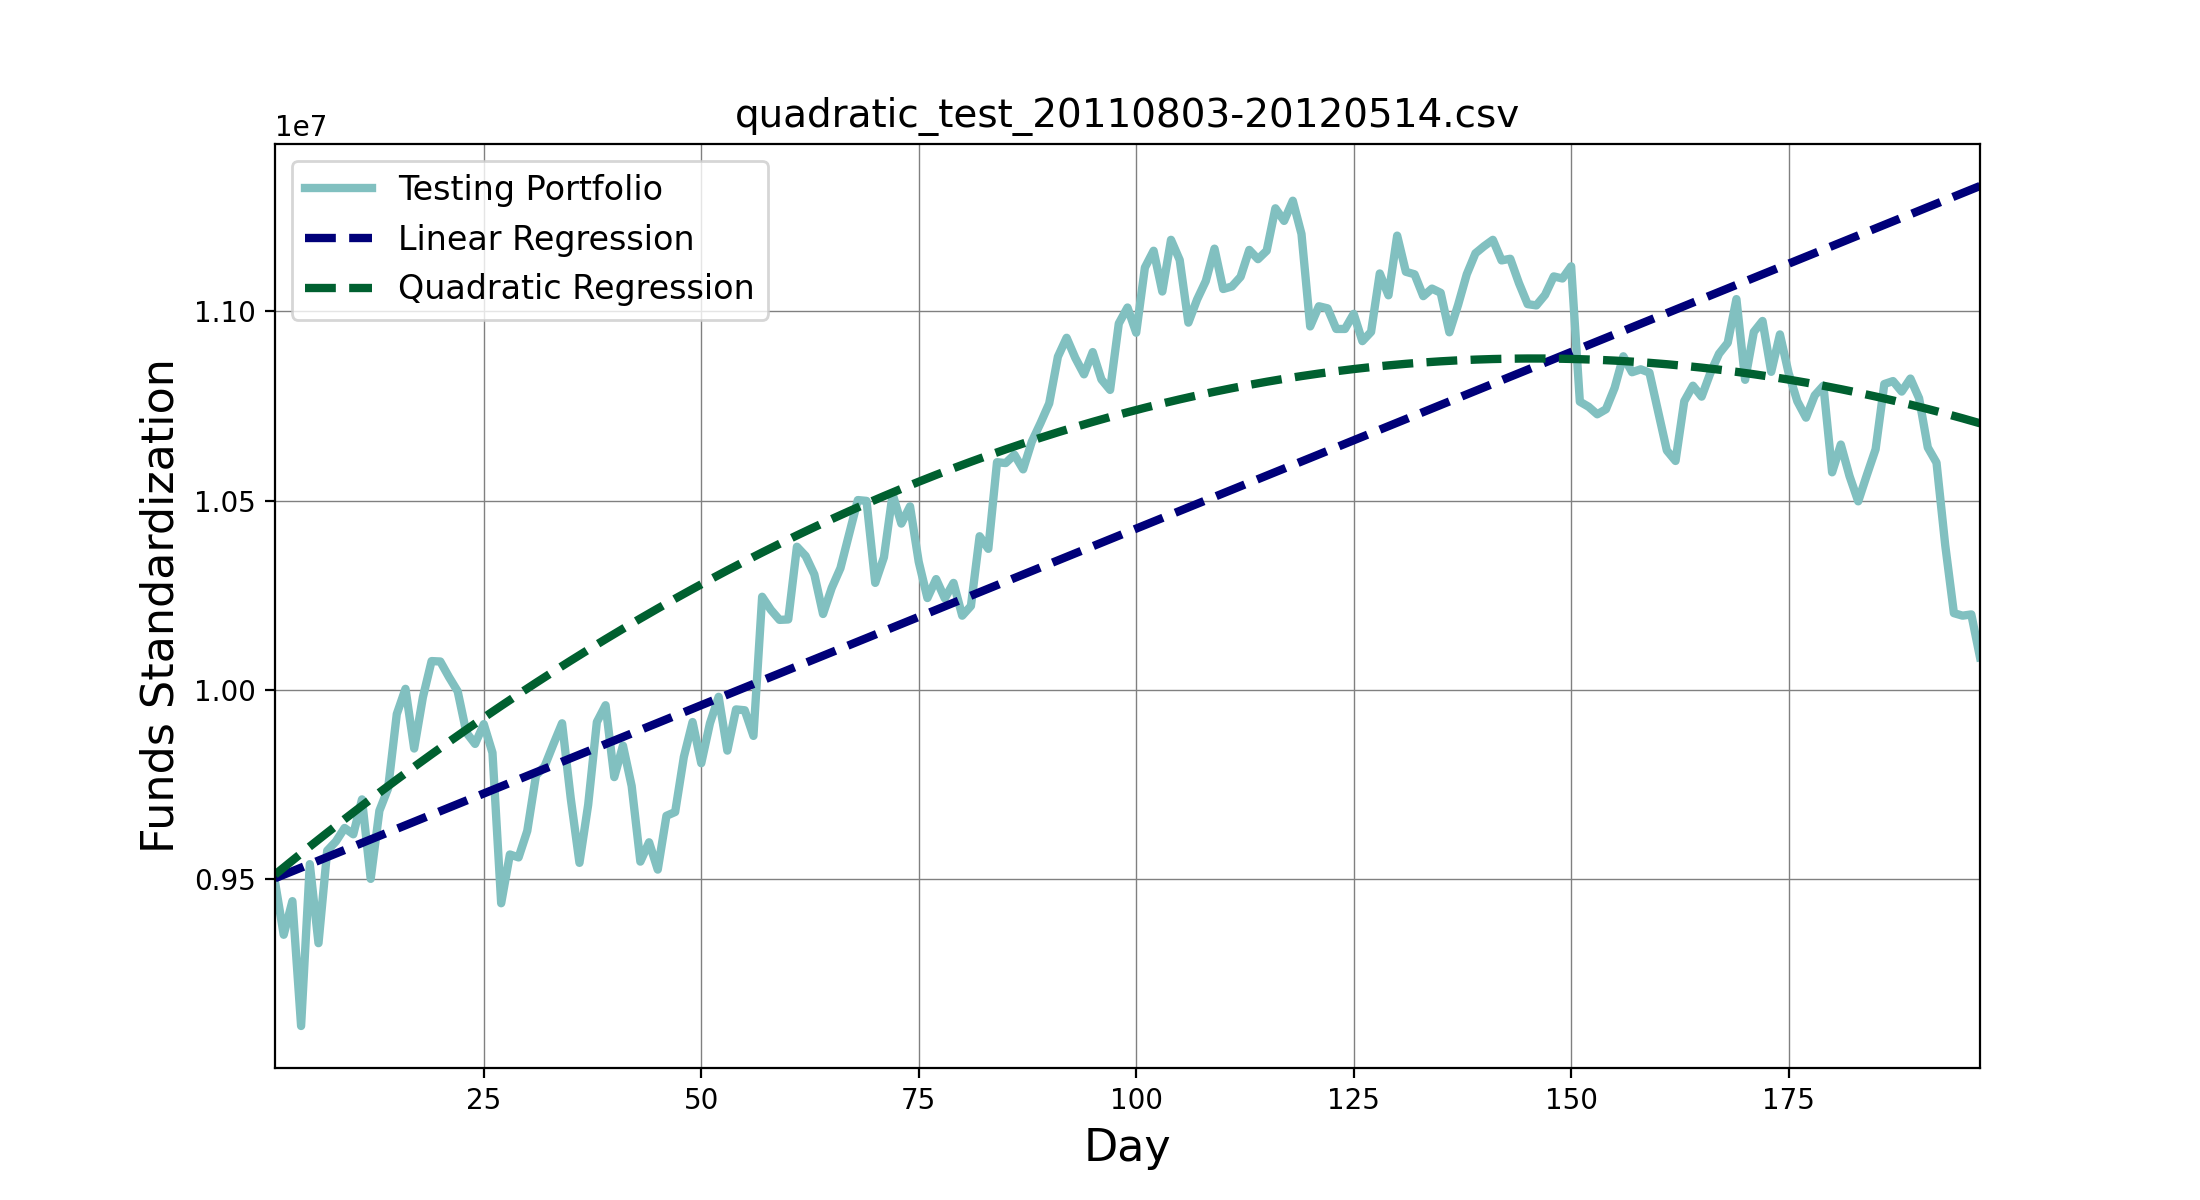 quadratic_test_20110803-20120514.csv
1e7
Testing Portfolio
Linear Regression
Quadratic Regression
Funds Standardization
1.10
1.05
1.00
0.95
25 50 75 100 125 150 175
Day